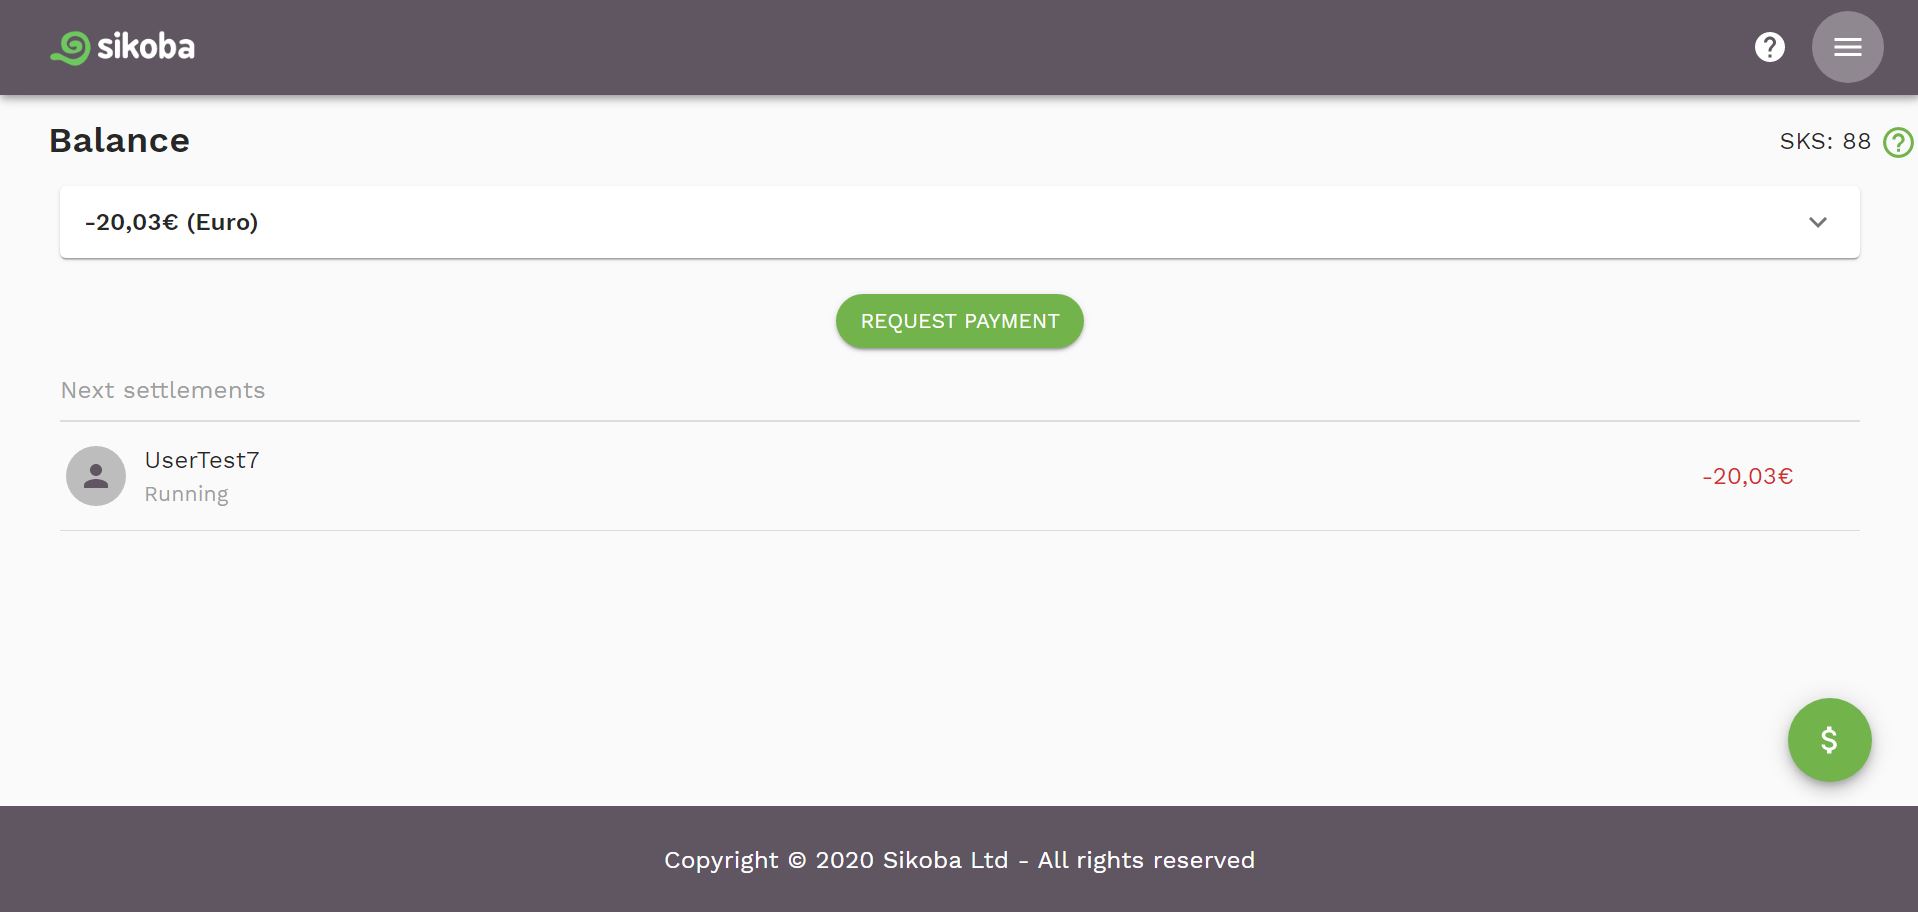 sikoba
Balance
SKS: 88
-20,03€ (Euro)
REQUEST PAYMENT
Next settlements
UserTest7
Running
-20,03€
$
Copyright © 2020 Sikoba Ltd - All rights reserved